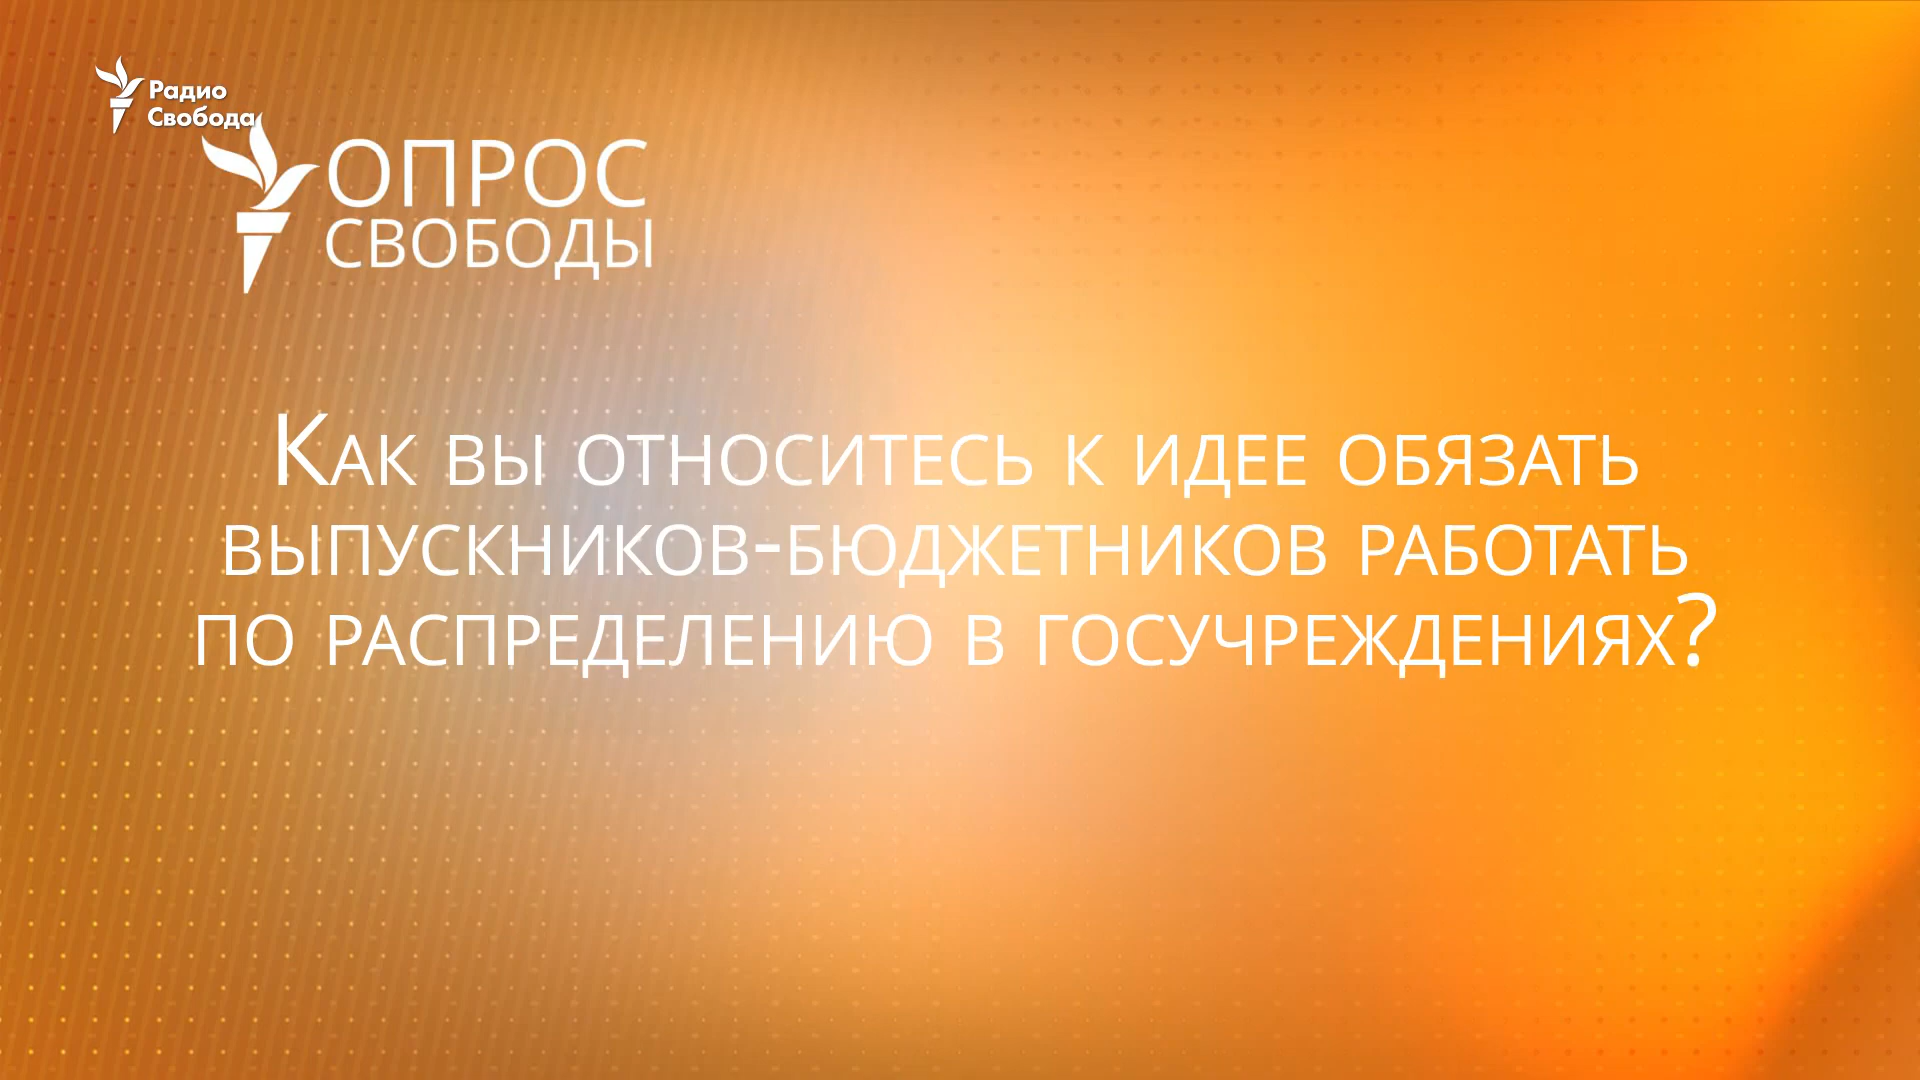 Радио
Свобода
ОПРОС
СВОБОДЫ
Как вы относитесь к идее обязать
выпускников-бюджетников работать
по распределению в госучреждениях?